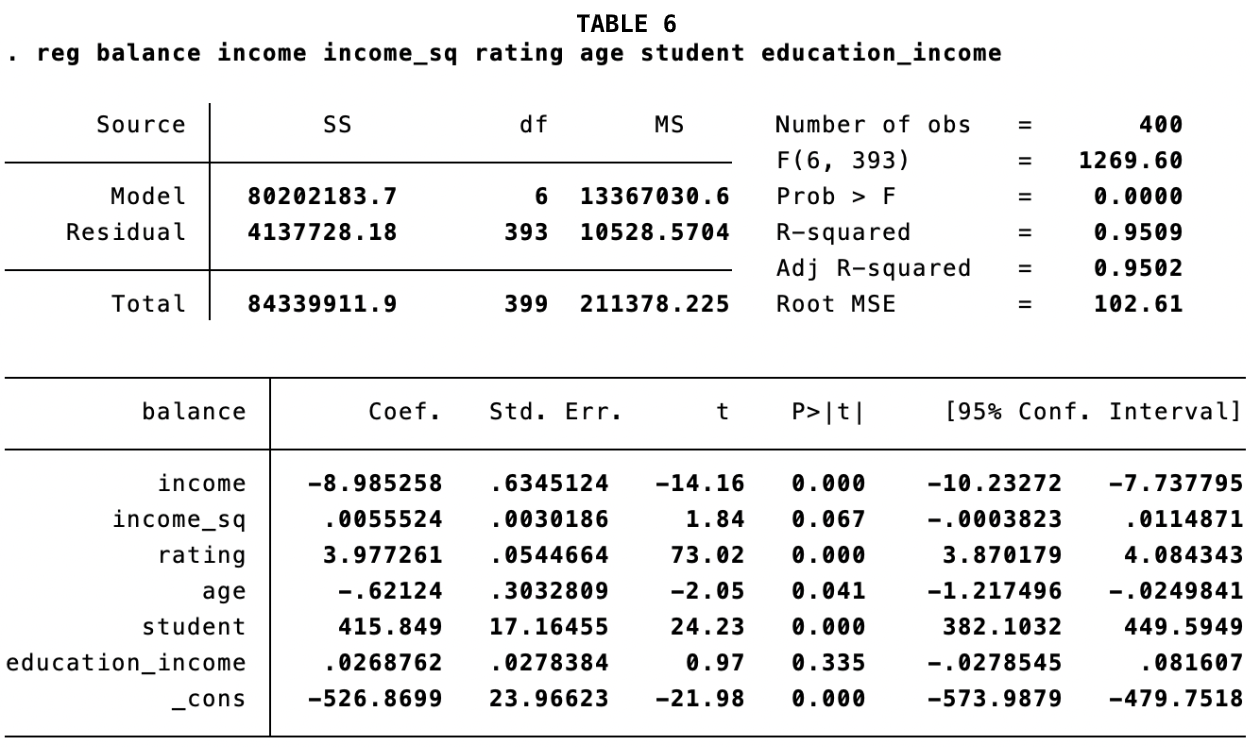 TABLE 6
. reg balance income income_sq rating age student education_income
Source SS df MS Number of obs = 400
F(6, 393) = 1269.60
Model 80202183.7 6 13367030.6 Prob > F = 0.0000
Residual 4137728.18 393 10528.5704 R-squared = 0.9509
Adj R-squared = 0.9502
Total 84339911.9 399 211378.225 Root MSE = 102.61
balance Coef. Std. Err. t P>|t| [95% Conf. Interval]
income -8.985258 .6345124 -14.16 0.000 -10.23272 -7.737795
income_sq .0055524 .0030186 1.84 0.067 -.0003823 .0114871
rating 3.977261 .0544664 73.02 0.000 3.870179 4.084343
age -.62124 .3032809 -2.05 0.041 -1.217496 -.0249841
student 415.849 17.16455 24.23 0.000 382.1032 449.5949
education_income .0268762 .0278384 0.97 0.335 -.0278545 .081607
_cons -526.8699 23.96623 -21.98 0.000 -573.9879 -479.7518